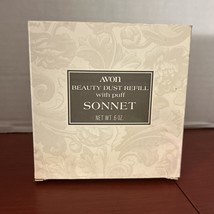 AVON
BEAUTY DUST REFILL
with puff
SONNET
NET WT. 6 OZ.